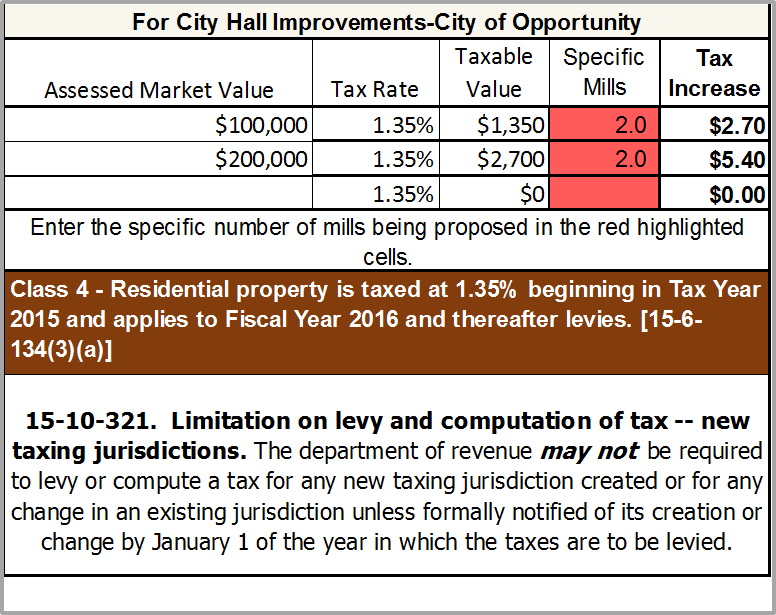 For City Hall Improvements-City of Opportunity
Assessed Market Value Tax Rate Taxable Value Specific Mills Tax Increase
$100,000 1.35% $1,350 2.0 $2.70
$200,000 1.35% $2,700 2.0 $5.40
1.35% $0 $0.00
Enter the specific number of mills being proposed in the red highlighted
cells.
Class 4 - Residential property is taxed at 1.35% beginning in Tax Year
2015 and applies to Fiscal Year 2016 and thereafter levies. [15-6-
134(3)(a)]
15-10-321. Limitation on levy and computation of tax -- new
taxing jurisdictions. The department of revenue may not be required
to levy or compute a tax for any new taxing jurisdiction created or for any
change in an existing jurisdiction unless formally notified of its creation or
change by January 1 of the year in which the taxes are to be levied.